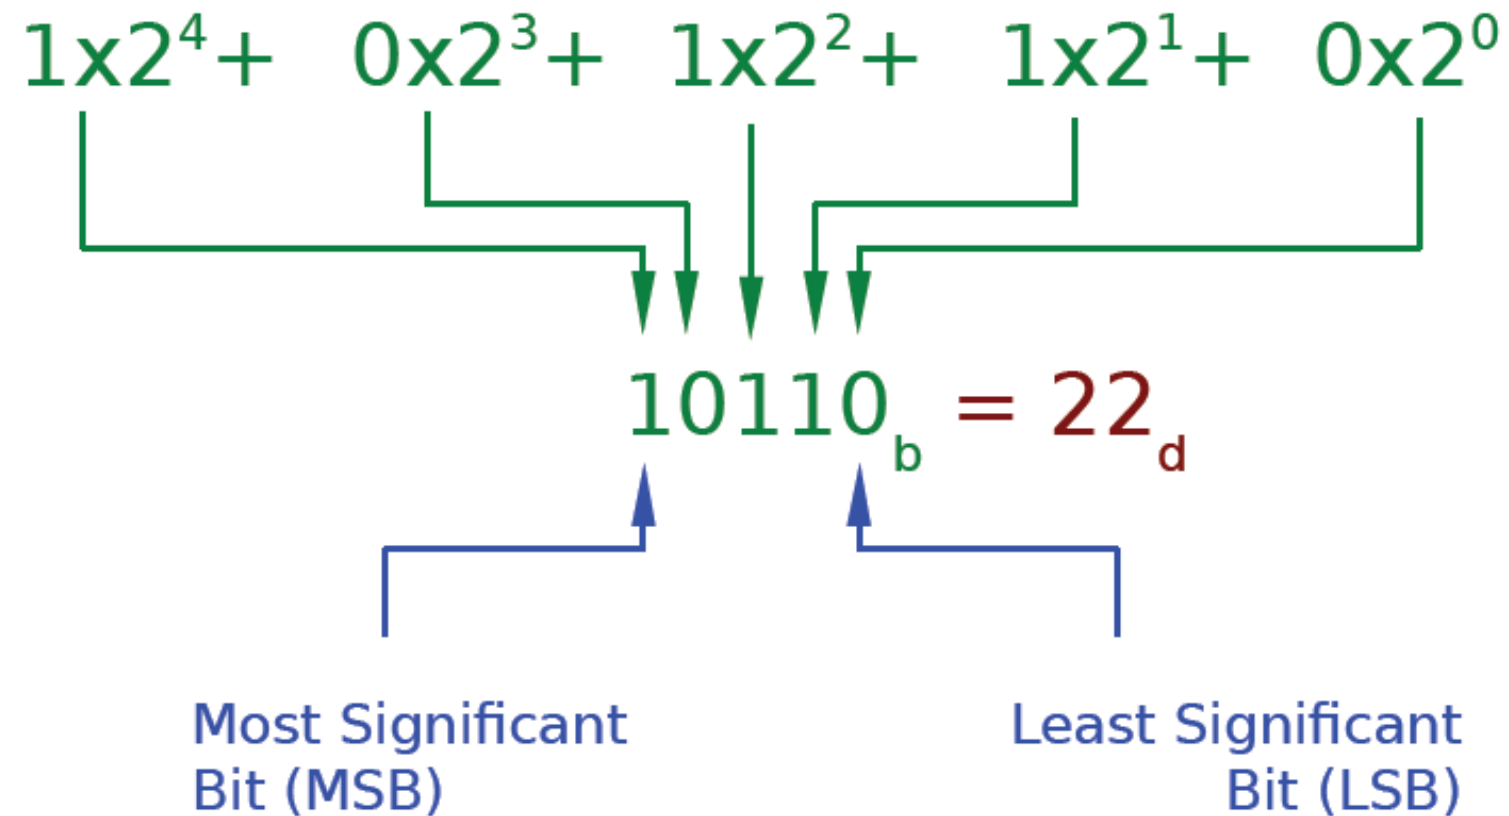 1x2⁴+ 0x2³+ 1x2²+ 1x2¹+ 0x2⁰
10110b = 22d
Most Significant
Bit (MSB)
Least Significant
Bit (LSB)